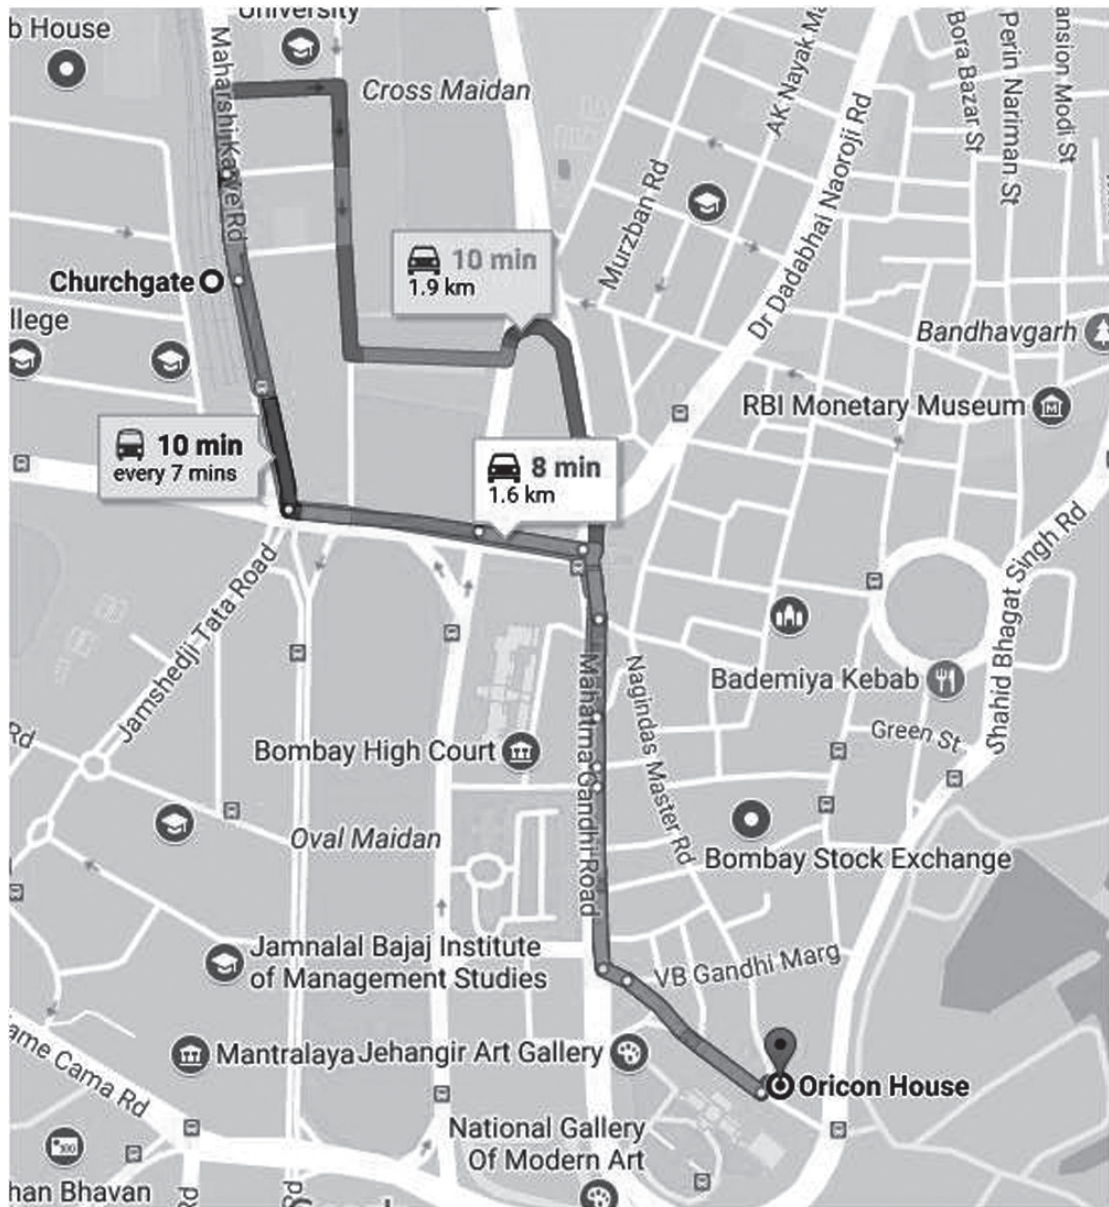 University
b House
Maharshi Karve Rd
Cross Maidan
AK Nayak Ma
Bora Bazar St
Perin Nariman St
ansion Modi St
Dr Dadabhai Naoroji Rd
Murzban Rd
10 min
1.9 km
Churchgate
llege
Bandhavgarh
RBI Monetary Museum
10 min
every 7 mins
8 min
1.6 km
Jamshedji Tata Road
Shahid Bhagat Singh Rd
Bademiya Kebab
Green St
Mahatma Gandhi Road
Nagindas Master Rd
Rd
Bombay High Court
Oval Maidan
Bombay Stock Exchange
Jamnalal Bajaj Institute
of Management Studies
VB Gandhi Marg
Mantralaya
Jehangir Art Gallery
ame Cama Rd
Oricon House
National Gallery
Of Modern Art
han Bhavan